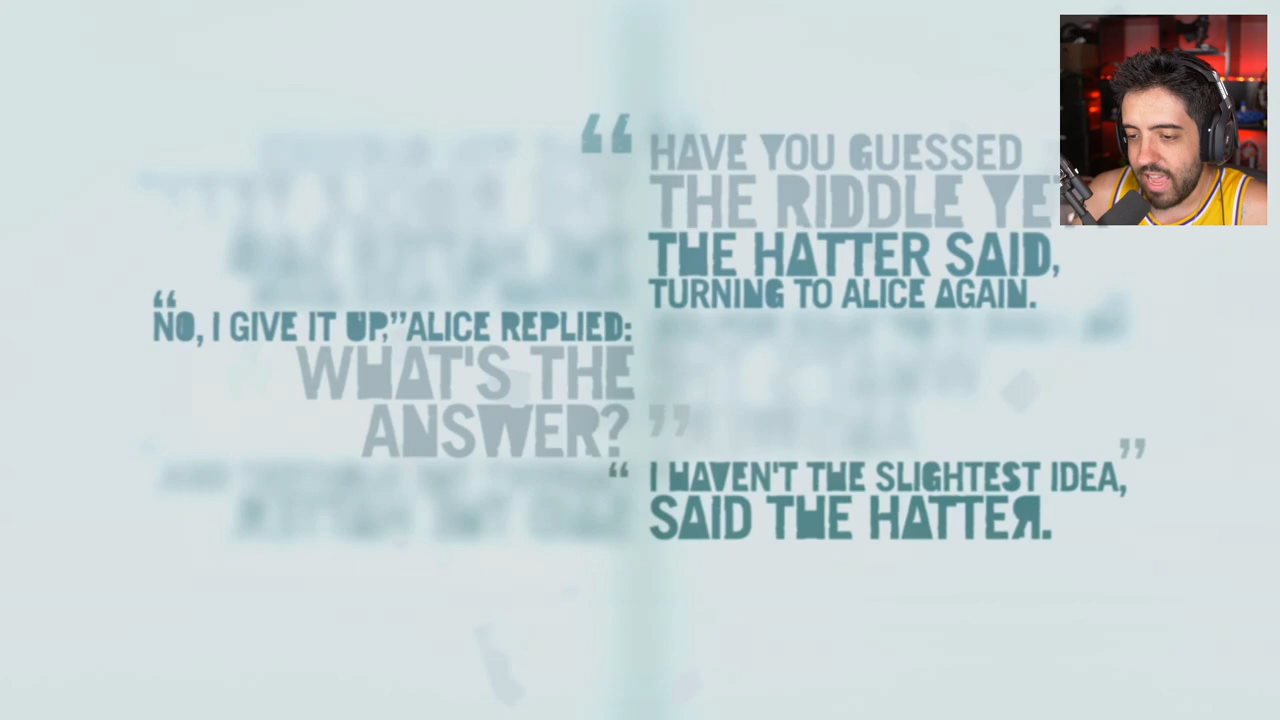 “ HAVE YOU GUESSED
THE RIDDLE YE
THE HATTER SAID,
TURNING TO ALICE AGAIN.
“NO, I GIVE IT UP,” ALICE REPLIED:
WHAT'S THE
ANSWER? ”
“ I HAVEN'T THE SLIGHTEST IDEA, ”
SAID THE HATTEЯ.